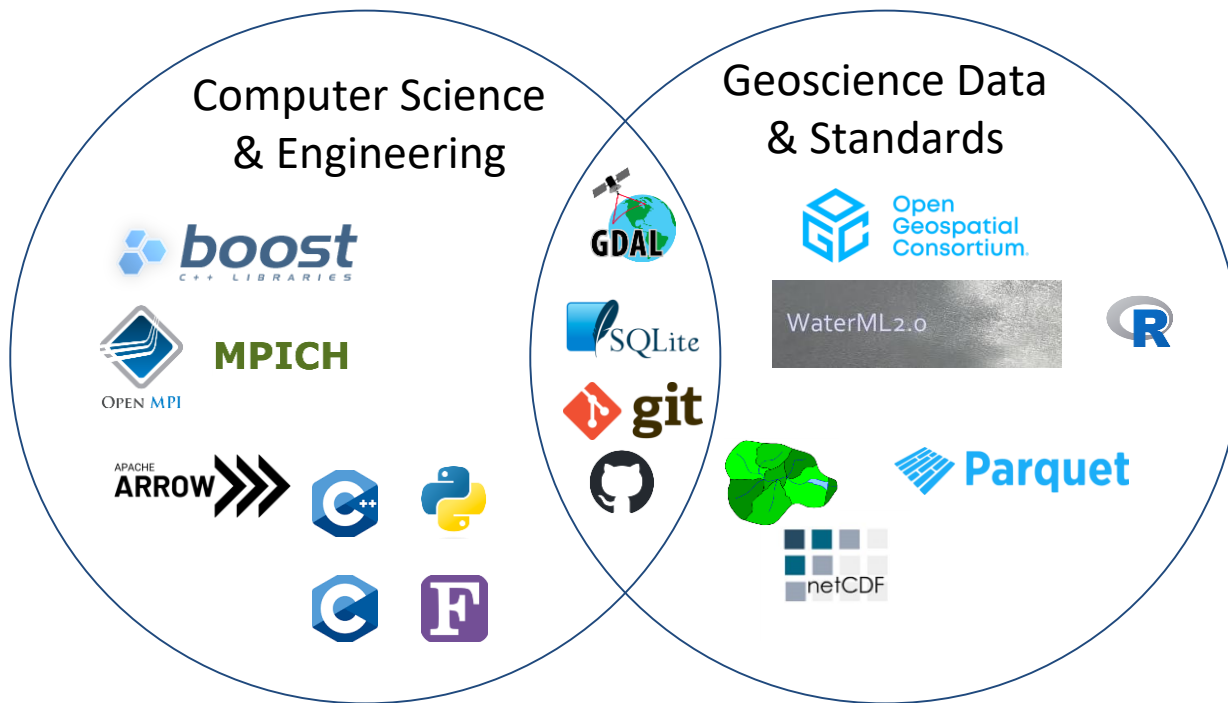 Computer Science
& Engineering
Geoscience Data
& Standards
GDAL
boost
C++ LIBRARIES
OGC
Open
Geospatial
Consortium.
SQLite
WaterML2.0
R
OPEN MPI
MPICH
git
APACHE
ARROW
C++
Parquet
netCDF
C
F